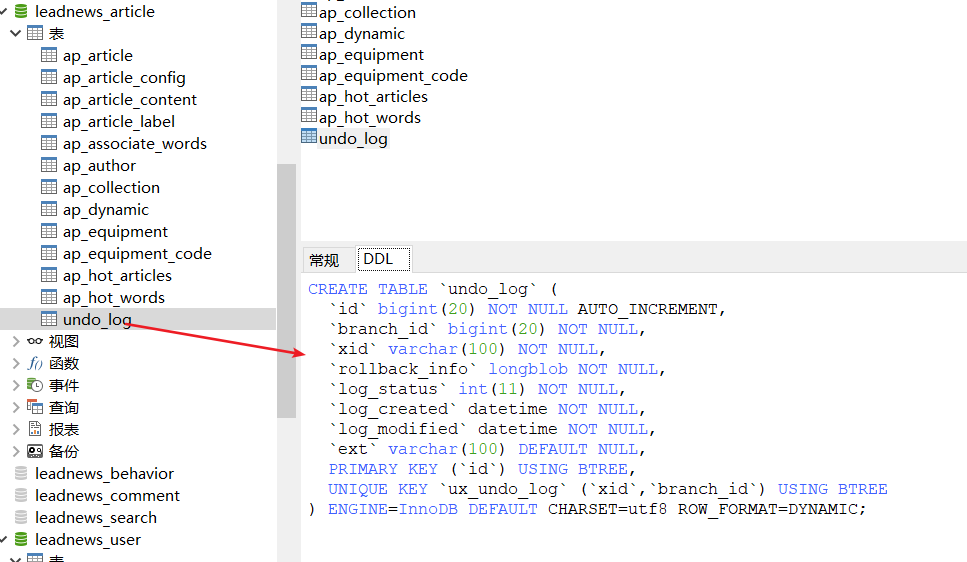 leadnews_article
表
ap_article
ap_article_config
ap_article_content
ap_article_label
ap_associate_words
ap_author
ap_collection
ap_dynamic
ap_equipment
ap_equipment_code
ap_hot_articles
ap_hot_words
undo_log
视图
f() 函数
事件
查询
报表
备份
leadnews_behavior
leadnews_comment
leadnews_search
leadnews_user
表
ap_collection
ap_dynamic
ap_equipment
ap_equipment_code
ap_hot_articles
ap_hot_words
undo_log
常规 DDL
CREATE TABLE `undo_log` (
  `id` bigint(20) NOT NULL AUTO_INCREMENT,
  `branch_id` bigint(20) NOT NULL,
  `xid` varchar(100) NOT NULL,
  `rollback_info` longblob NOT NULL,
  `log_status` int(11) NOT NULL,
  `log_created` datetime NOT NULL,
  `log_modified` datetime NOT NULL,
  `ext` varchar(100) DEFAULT NULL,
  PRIMARY KEY (`id`) USING BTREE,
  UNIQUE KEY `ux_undo_log` (`xid`,`branch_id`) USING BTREE
) ENGINE=InnoDB DEFAULT CHARSET=utf8 ROW_FORMAT=DYNAMIC;